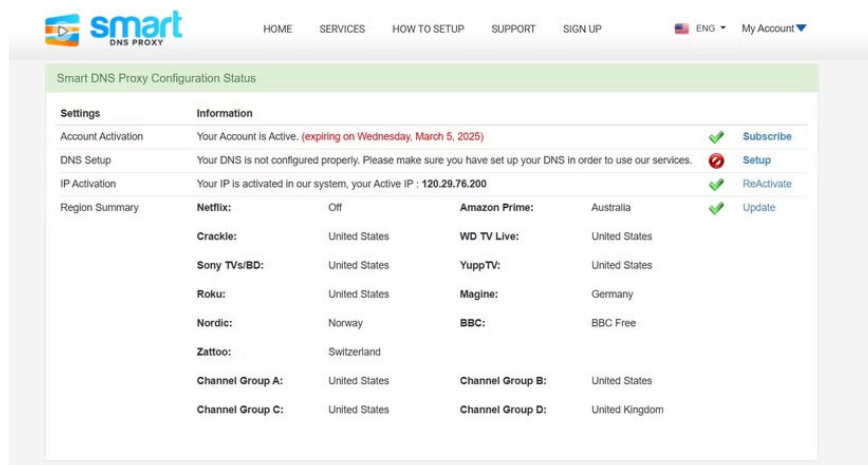 smart
DNS PROXY
HOME SERVICES HOW TO SETUP SUPPORT SIGN UP ENG My Account
Smart DNS Proxy Configuration Status
Settings Information
Account Activation Your Account is Active. (expiring on Wednesday, March 5, 2025) Subscribe
DNS Setup Your DNS is not configured properly. Please make sure you have set up your DNS in order to use our services. Setup
IP Activation Your IP is activated in our system, your Active IP : 120.29.76.200 ReActivate
Region Summary Netflix: Off Amazon Prime: Australia Update
Crackle: United States WD TV Live: United States
Sony TVs/BD: United States YuppTV: United States
Roku: United States Magine: Germany
Nordic: Norway BBC: BBC Free
Zattoo: Switzerland
Channel Group A: United States Channel Group B: United States
Channel Group C: United States Channel Group D: United Kingdom